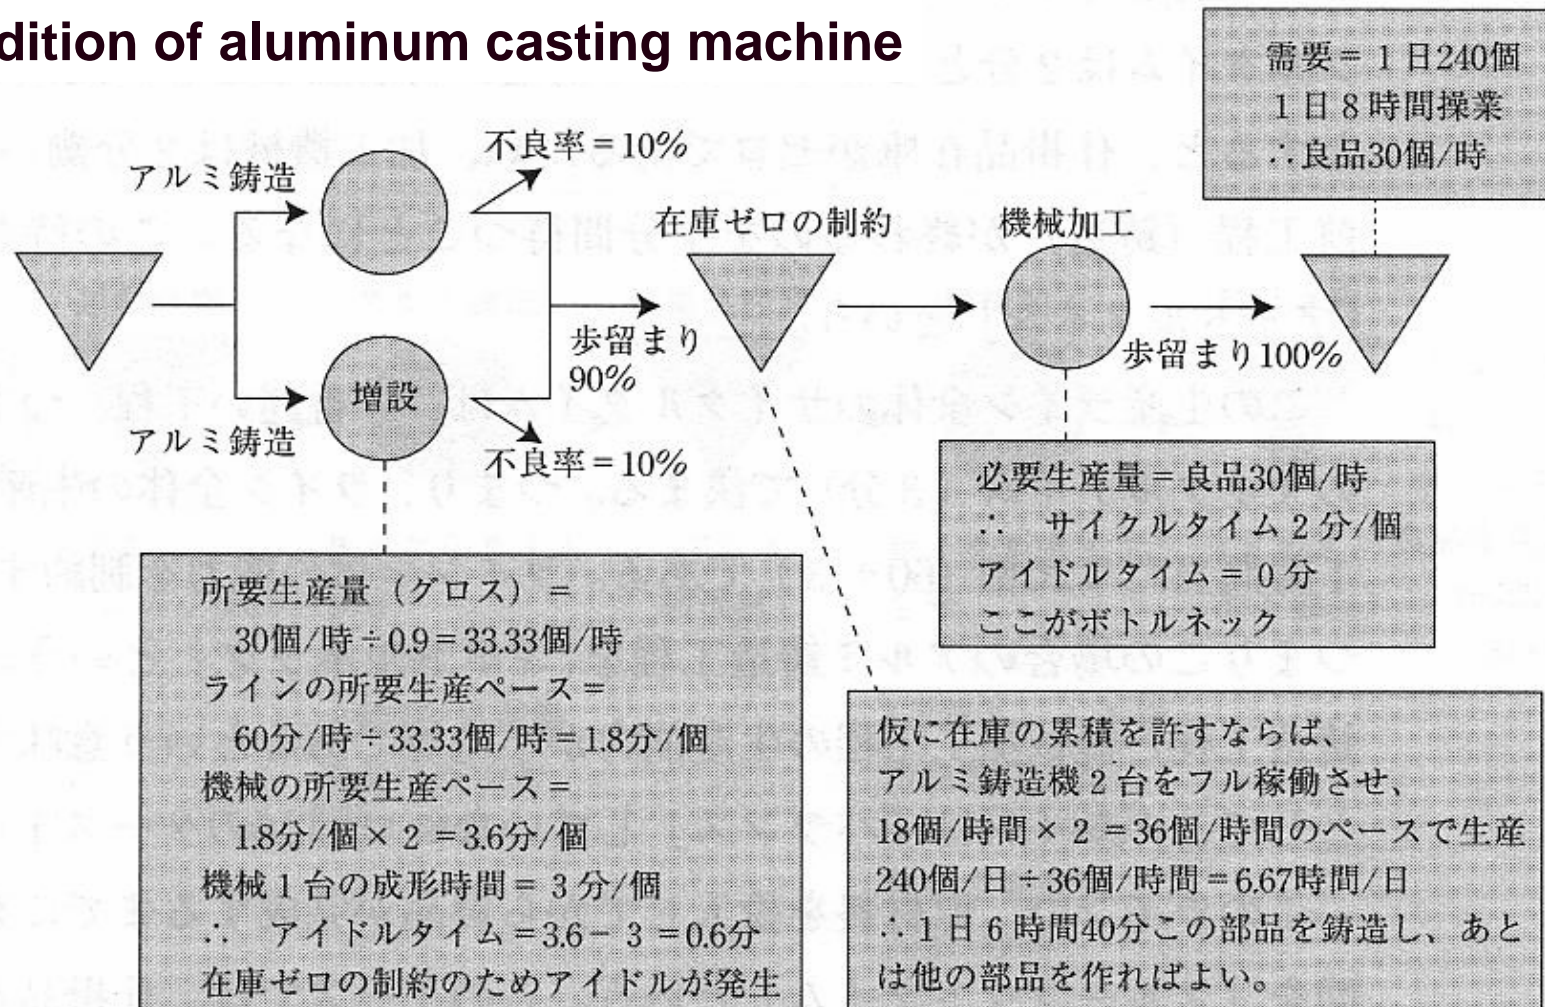 dition of aluminum casting machine
需要＝1日240個
1日8時間操業
∴良品30個/時
不良率＝10%
アルミ鋳造
在庫ゼロの制約
機械加工
歩留まり
90%
歩留まり100%
増設
アルミ鋳造
不良率＝10%
必要生産量＝良品30個/時
∴　サイクルタイム2分/個
アイドルタイム＝0分
ここがボトルネック
所要生産量（グロス）＝
30個/時÷0.9＝33.33個/時
ラインの所要生産ペース＝
60分/時÷33.33個/時＝1.8分/個
機械の所要生産ペース＝
1.8分/個×2＝3.6分/個
機械1台の成形時間＝3分/個
∴　アイドルタイム＝3.6－3＝0.6分
在庫ゼロの制約のためアイドルが発生
仮に在庫の累積を許すならば、
アルミ鋳造機2台をフル稼働させ、
18個/時間×2＝36個/時間のペースで生産
240個/日÷36個/時間＝6.67時間/日
∴1日6時間40分この部品を鋳造し、あと
は他の部品を作ればよい。